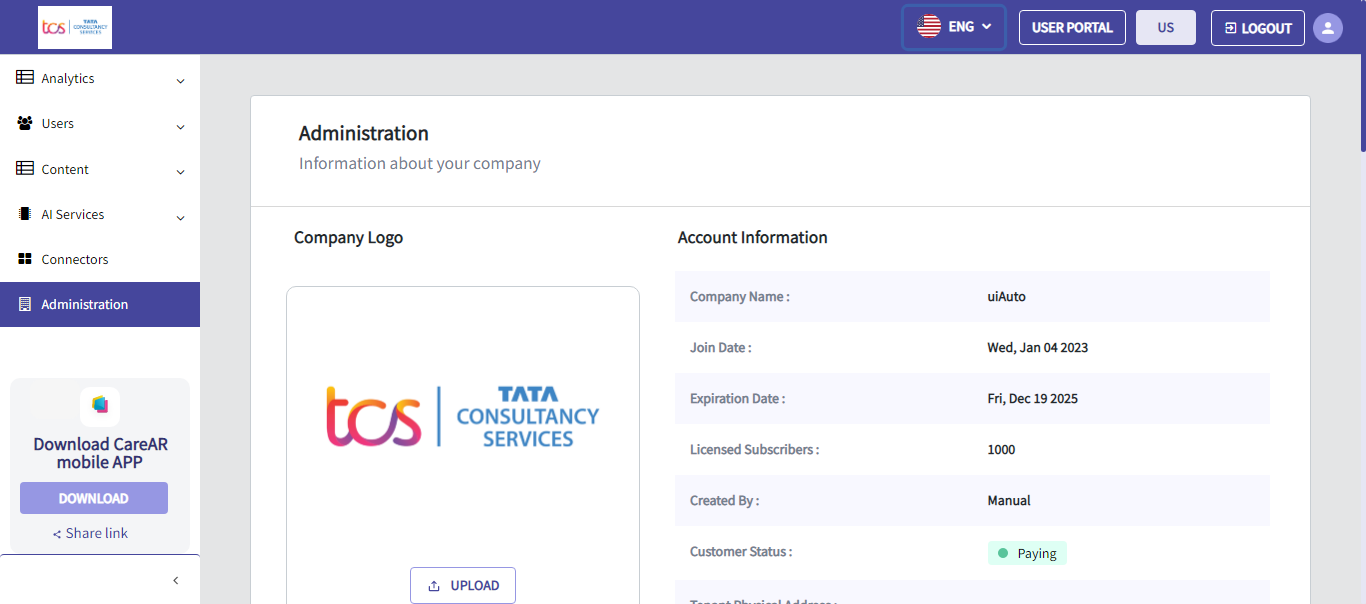 tcs TATA
CONSULTANCY
SERVICES
ENG
USER PORTAL
US
LOGOUT
Analytics
Users
Content
AI Services
Connectors
Administration
Download CareAR
mobile APP
DOWNLOAD
Share link
Administration
Information about your company
Company Logo
tcs TATA
CONSULTANCY
SERVICES
UPLOAD
Account Information
Company Name : uiAuto
Join Date : Wed, Jan 04 2023
Expiration Date : Fri, Dec 19 2025
Licensed Subscribers : 1000
Created By : Manual
Customer Status : Paying
Tenant Physical Address :